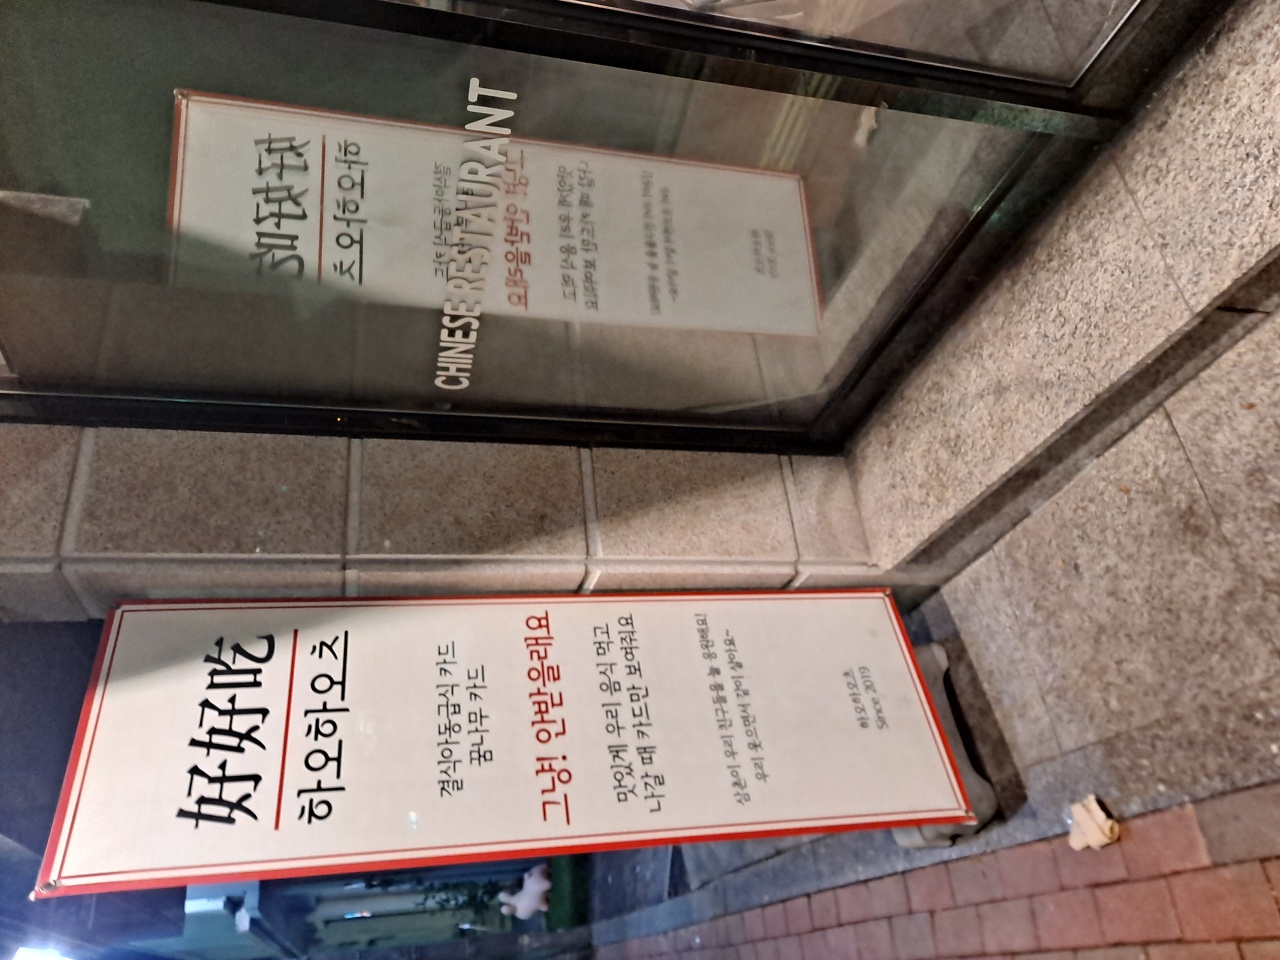 好好吃
하오하오츠
결식아동급식 카드
꿈나무 카드
그냥! 안받을래요
맛있게 우리 음식 먹고
나갈 때 카드만 보여줘요
삼촌이 우리 친구들을 늘 응원해요!
우리 웃으면서 같이 살아요~
하오하오츠
Since 2019
CHINESE RESTAURANT